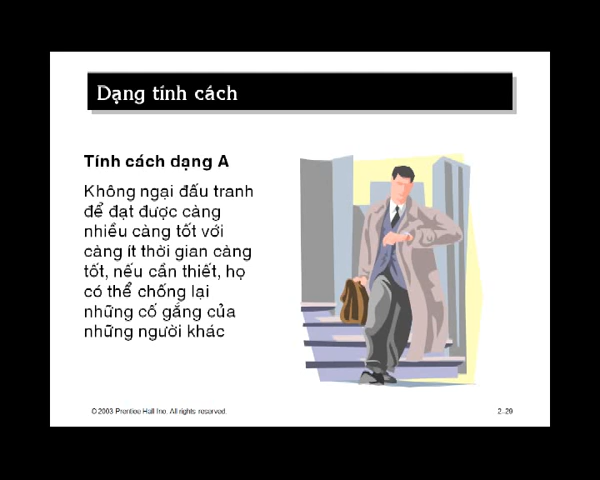 Dạng tính cách
Tính cách dạng A
Không ngại đấu tranh
để đạt được càng
nhiều càng tốt với
càng ít thời gian càng
tốt, nếu cần thiết, họ
có thể chống lại
những cố gắng của
những người khác
© 2003 Prentice Hall Inc. All rights reserved.
2–29